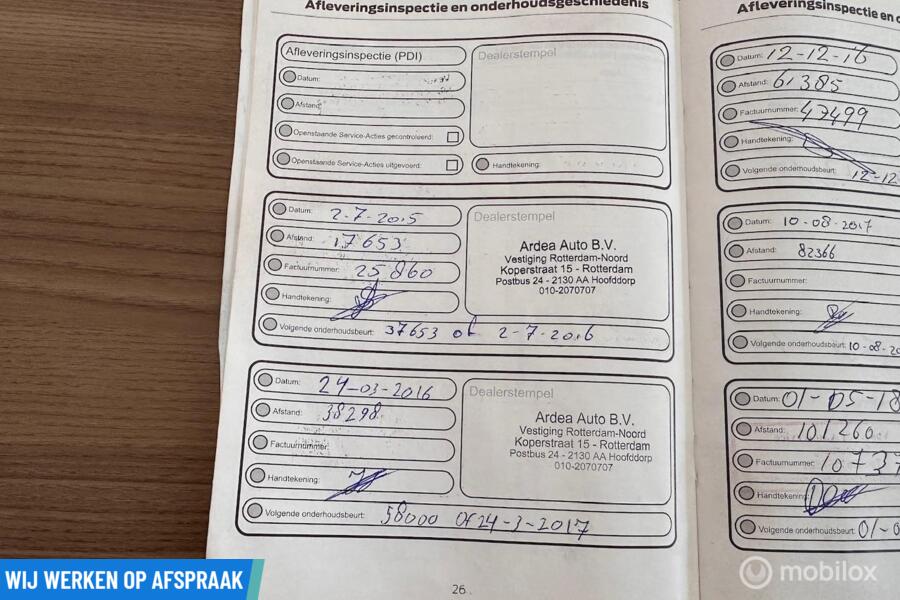 Afleveringsinspectie en onderhoudsgeschiedenis
Afleveringsinspectie (PDI)
Datum:
Afstand:
Openstaande Service-Acties gecontroleerd:
Openstaande Service-Acties uitgevoerd:
Dealerstempel
Handtekening:
Datum: 2-7-2015
Afstand: 17653
Factuurnummer: 25860
Handtekening:
Volgende onderhoudsbeurt: 37653 of 2-7-2016
Dealerstempel
Ardea Auto B.V.
Vestiging Rotterdam-Noord
Koperstraat 15 - Rotterdam
Postbus 24 - 2130 AA Hoofddorp
010-2070707
Datum: 24-03-2016
Afstand: 38298
Factuurnummer:
Handtekening:
Volgende onderhoudsbeurt: 58000 of 24-3-2017
Dealerstempel
Ardea Auto B.V.
Vestiging Rotterdam-Noord
Koperstraat 15 - Rotterdam
Postbus 24 - 2130 AA Hoofddorp
010-2070707
26
Afleveringsinspectie en
Datum: 12-12-16
Afstand: 61385
Factuurnummer: 47499
Handtekening:
Volgende onderhoudsbeurt: 12-12
Datum: 10-08-2017
Afstand: 82366
Factuurnummer:
Handtekening:
Volgende onderhoudsbeurt: 10-08-20
Datum: 01-05-18
Afstand: 101260
Factuurnummer: 10737
Handtekening:
Volgende onderhoudsbeurt: 01-0
WIJ WERKEN OP AFSPRAAK
mobilox